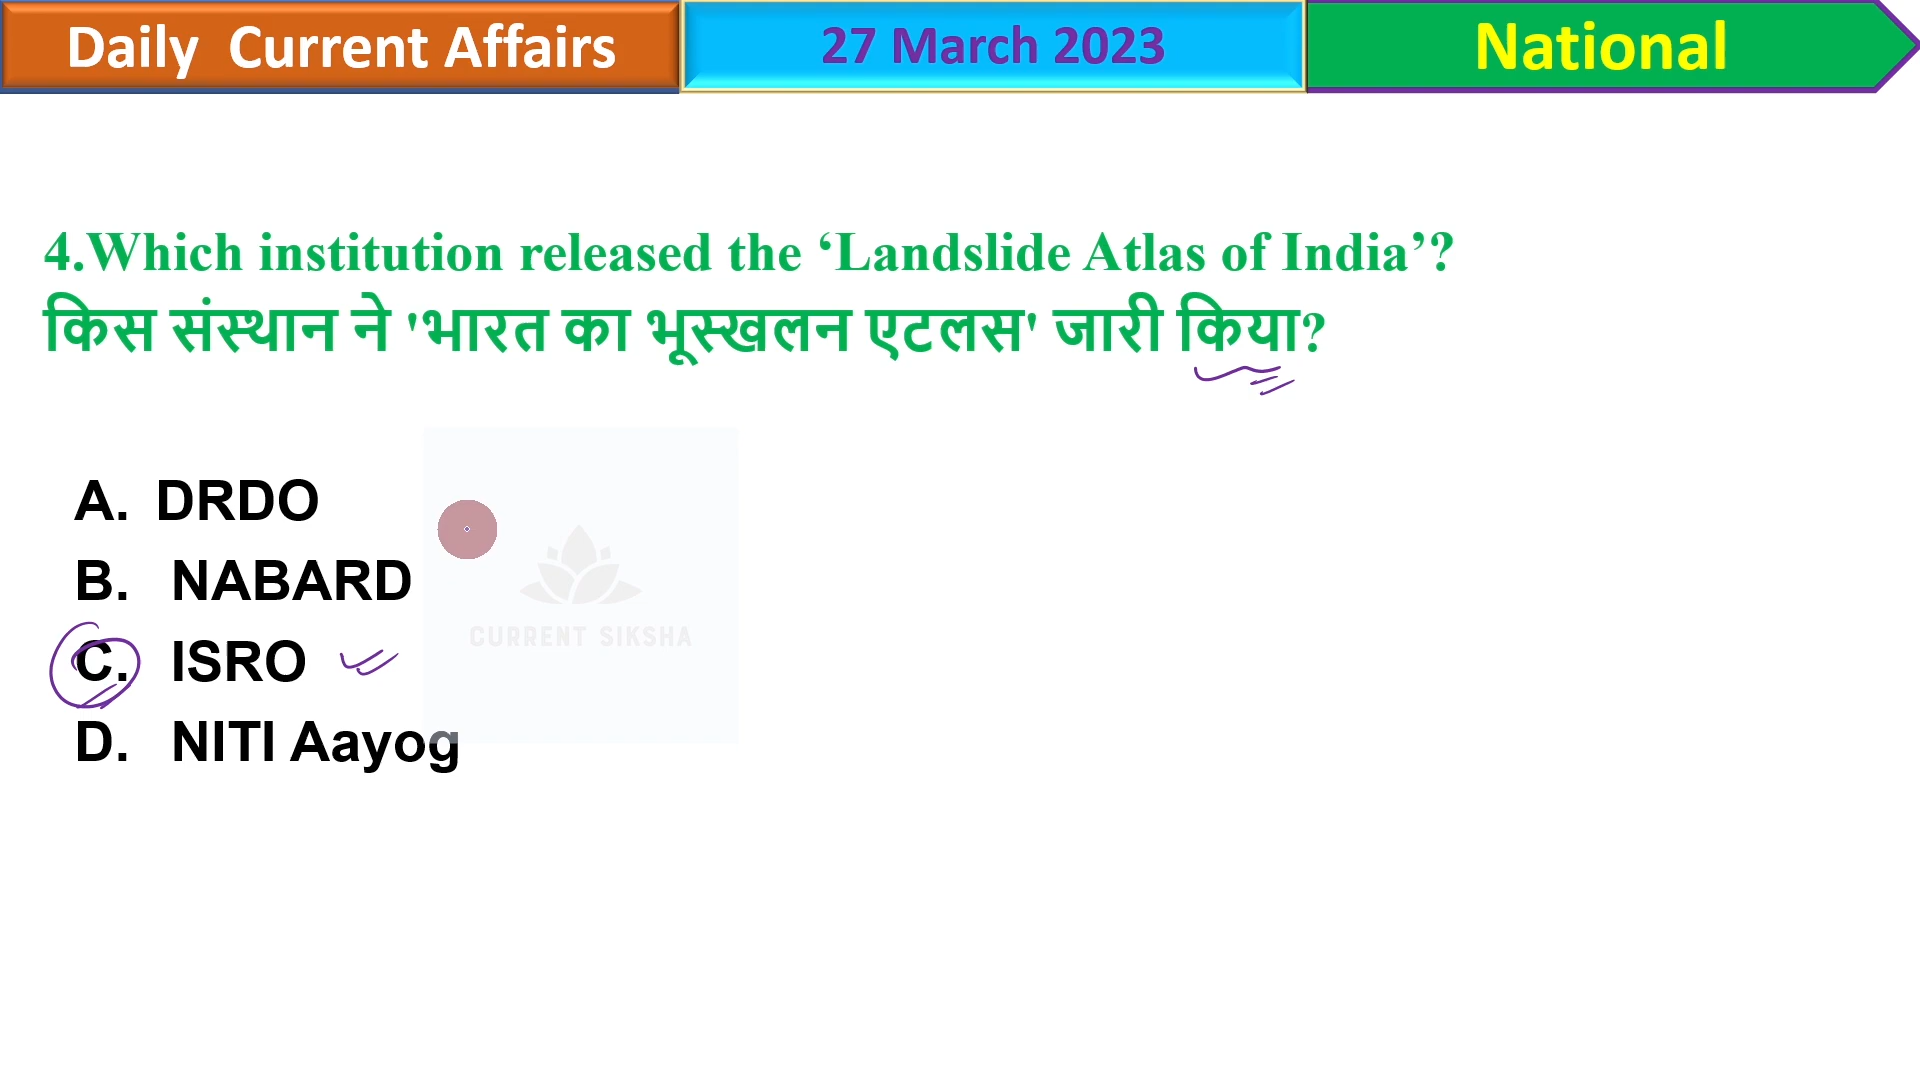 Daily Current Affairs
27 March 2023
National
4.Which institution released the ‘Landslide Atlas of India’?
किस संस्थान ने 'भारत का भूस्खलन एटलस' जारी किया?
A. DRDO
B. NABARD
C. ISRO
D. NITI Aayog
CURRENT SIKSHA